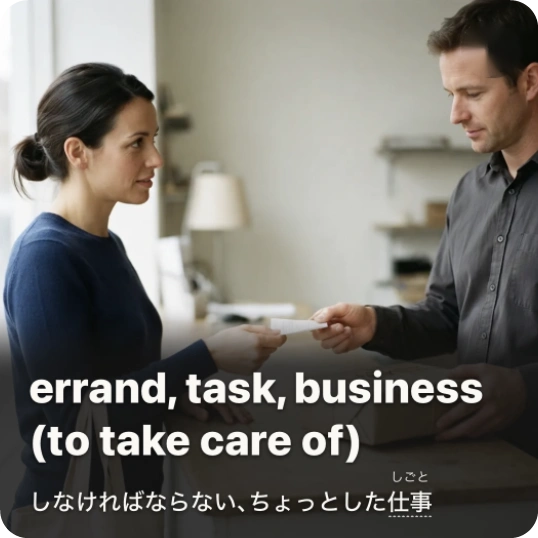 errand, task, business
(to take care of)
しごと
しなければならない、ちょっとした仕事